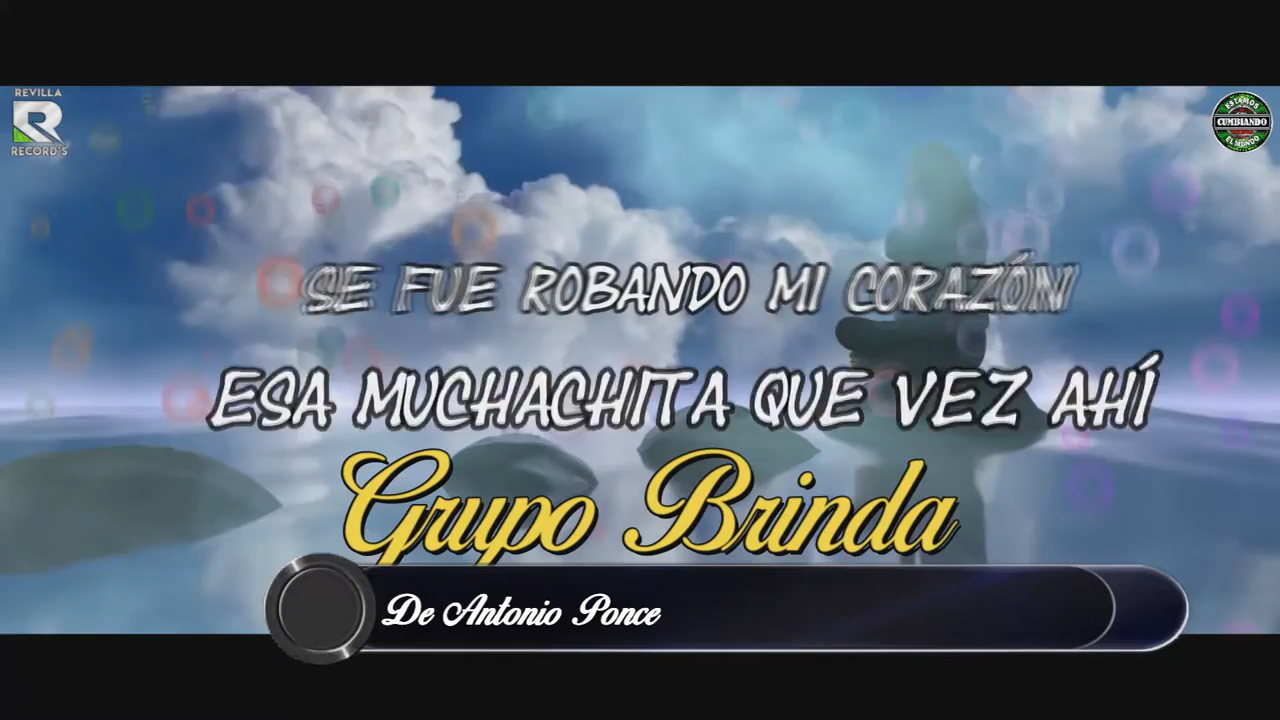 REVILLA
R
RECORD'S
ESTAMOS
CUMBIANDO
EL MUNDO
SE FUE ROBANDO MI CORAZÓN
ESA MUCHACHITA QUE VEZ AHÍ
Grupo Brinda
De Antonio Ponce